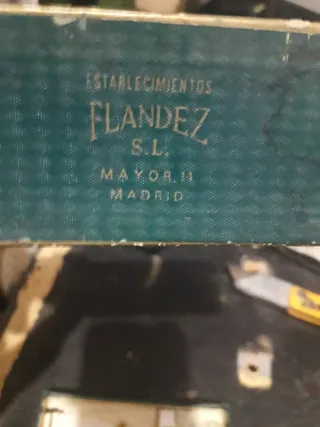 ESTABLECIMIENTOS
FLANDEZ
S.L.
MAYOR, 11
MADRID